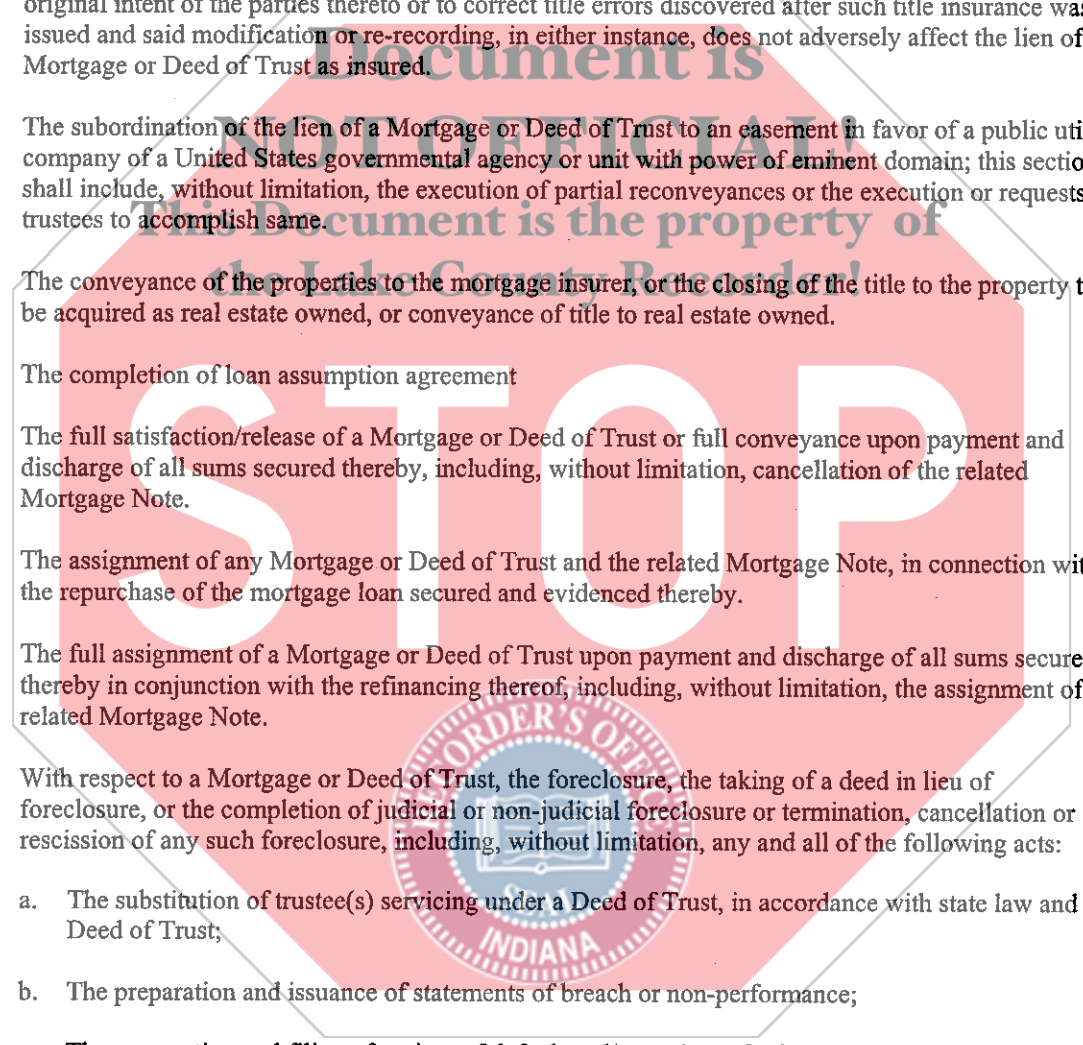 original intent of the parties thereto or to correct title errors discovered after such title insurance was
issued and said modification or re-recording, in either instance, does not adversely affect the lien of
Mortgage or Deed of Trust as insured.
Document is
The subordination of the lien of a Mortgage or Deed of Trust to an easement in favor of a public uti
NOT OFFICIAL!
company of a United States governmental agency or unit with power of eminent domain; this sectio
shall include, without limitation, the execution of partial reconveyances or the execution or requests
trustees to accomplish same.
This Document is the property of
the Lake County Recorder!
The conveyance of the properties to the mortgage insurer, or the closing of the title to the property t
be acquired as real estate owned, or conveyance of title to real estate owned.
The completion of loan assumption agreement
STOP
The full satisfaction/release of a Mortgage or Deed of Trust or full conveyance upon payment and
discharge of all sums secured thereby, including, without limitation, cancellation of the related
Mortgage Note.
The assignment of any Mortgage or Deed of Trust and the related Mortgage Note, in connection wit
the repurchase of the mortgage loan secured and evidenced thereby.
The full assignment of a Mortgage or Deed of Trust upon payment and discharge of all sums secure
thereby in conjunction with the refinancing thereof, including, without limitation, the assignment of
related Mortgage Note.
RECORDER'S OFFICE
With respect to a Mortgage or Deed of Trust, the foreclosure, the taking of a deed in lieu of
foreclosure, or the completion of judicial or non-judicial foreclosure or termination, cancellation or
rescission of any such foreclosure, including, without limitation, any and all of the following acts:
SEAL
a. The substitution of trustee(s) servicing under a Deed of Trust, in accordance with state law and
Deed of Trust;
INDIANA
b. The preparation and issuance of statements of breach or non-performance;